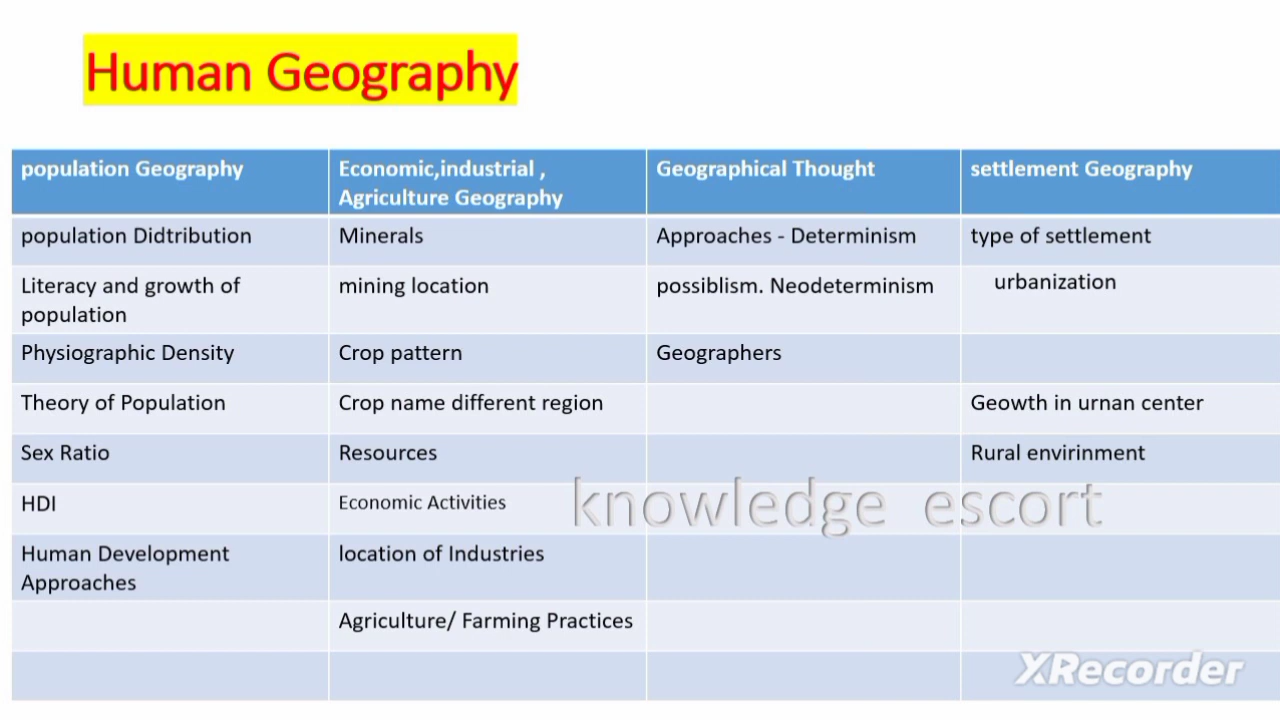 Human Geography
population Geography
Economic,industrial ,
Agriculture Geography
Geographical Thought
settlement Geography
population Didtribution
Minerals
Approaches - Determinism
type of settlement
Literacy and growth of
population
mining location
possiblism. Neodeterminism
urbanization
Physiographic Density
Crop pattern
Geographers
Theory of Population
Crop name different region
Geowth in urnan center
Sex Ratio
Resources
Rural envirinment
HDI
Economic Activities
knowledge escort
Human Development
Approaches
location of Industries
Agriculture/ Farming Practices
XRecorder